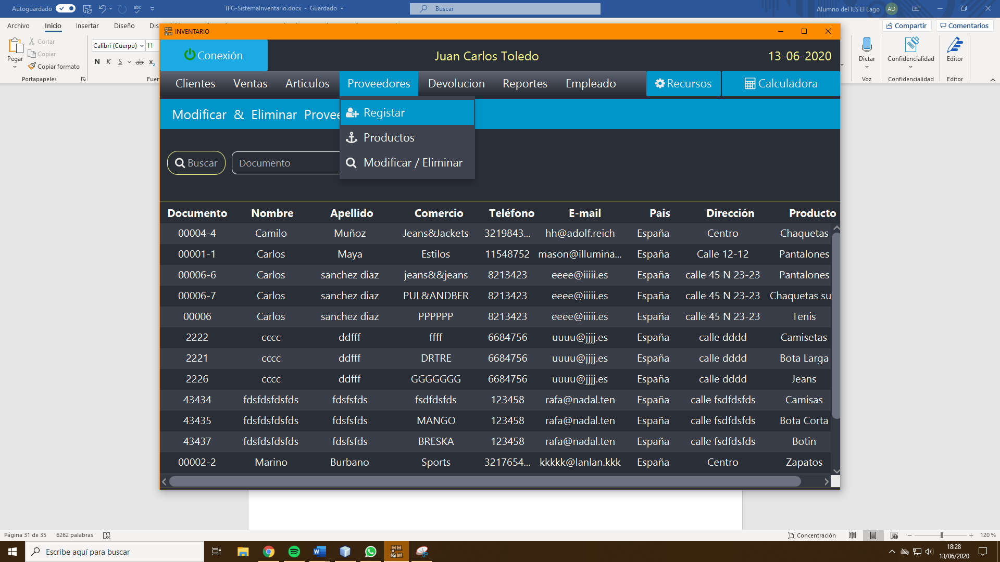 Autoguardado
TFG-SistemaInventario.docx - Guardado
Buscar
Alumno del IES El Lago
AD
Archivo Inicio Insertar Diseño
Compartir Comentarios
INVENTARIO
Cortar
Copiar
Copiar formato
Pegar
Portapapeles
Calibri (Cuerpo) 11
N K S ab x₂
Dictar Confidencialidad Editor
Voz Confidencialidad Editor
Conexión Juan Carlos Toledo 13-06-2020
Clientes Ventas Articulos Proveedores Devolucion Reportes Empleado Recursos Calculadora
Modificar & Eliminar Provee
Registar
Productos
Modificar / Eliminar
Buscar Documento
Documento Nombre Apellido Comercio Teléfono E-mail Pais Dirección Producto
00004-4 Camilo Muñoz Jeans&Jackets 3219843... hh@adolf.reich España Centro Chaquetas
00001-1 Carlos Maya Estilos 11548752 mason@illumina... España Calle 12-12 Pantalones
00006-6 Carlos sanchez diaz jeans&&jeans 8213423 eeee@iiiii.es España calle 45 N 23-23 Pantalones
00006-7 Carlos sanchez diaz PUL&ANDBER 8213423 eeee@iiiii.es España calle 45 N 23-23 Chaquetas su
00006 Carlos sanchez diaz PPPPPP 8213423 eeee@iiiii.es España calle 45 N 23-23 Tenis
2222 cccc ddfff ffff 6684756 uuuu@jjjj.es España calle dddd Camisetas
2221 cccc ddfff DRTRE 6684756 uuuu@jjjj.es España calle dddd Bota Larga
2226 cccc ddfff GGGGGGG 6684756 uuuu@jjjj.es España calle dddd Jeans
43434 fdsfdsfdsfds fdsfsfds fsdfdsfds 123458 rafa@nadal.ten España calle fsdfdsfds Camisas
43435 fdsfdsfdsfds fdsfsfds MANGO 123458 rafa@nadal.ten España calle fsdfdsfds Bota Corta
43437 fdsfdsfdsfds fdsfsfds BRESKA 123458 rafa@nadal.ten España calle fsdfdsfds Botin
00002-2 Marino Burbano Sports 3217654... kkkkk@lanlan.kkk España Centro Zapatos
Página 31 de 35 6262 palabras
Concentración
120 %
Escribe aquí para buscar
18:28
13/06/2020